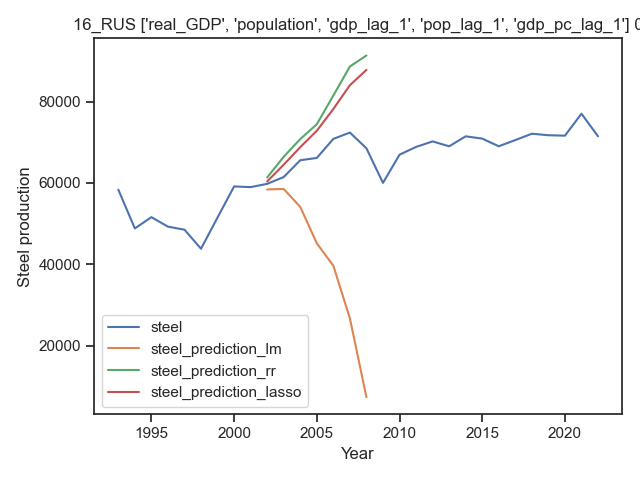 16_RUS ['real_GDP', 'population', 'gdp_lag_1', 'pop_lag_1', 'gdp_pc_lag_1'] 0
80000
60000
40000
20000
Steel production
steel
steel_prediction_lm
steel_prediction_rr
steel_prediction_lasso
1995 2000 2005 2010 2015 2020
Year